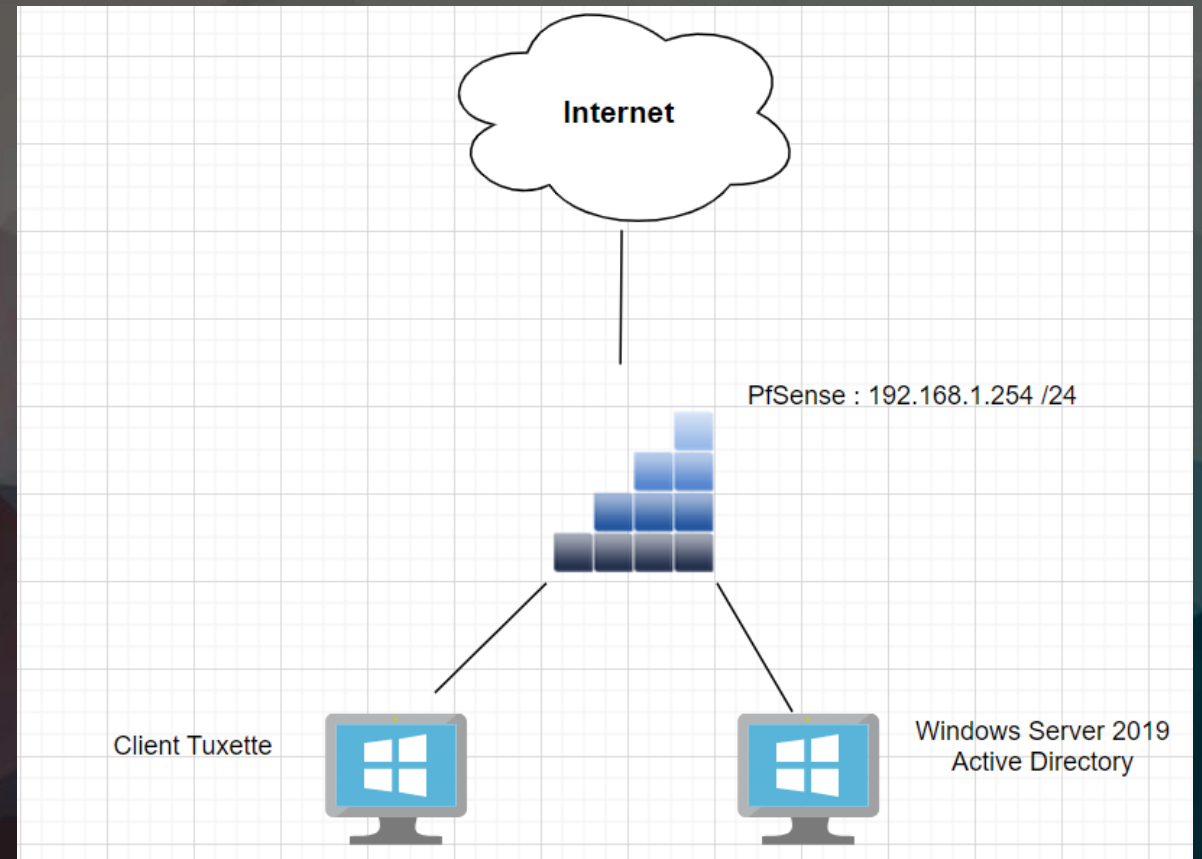 Internet
PfSense : 192.168.1.254 /24
Client Tuxette
Windows Server 2019
Active Directory